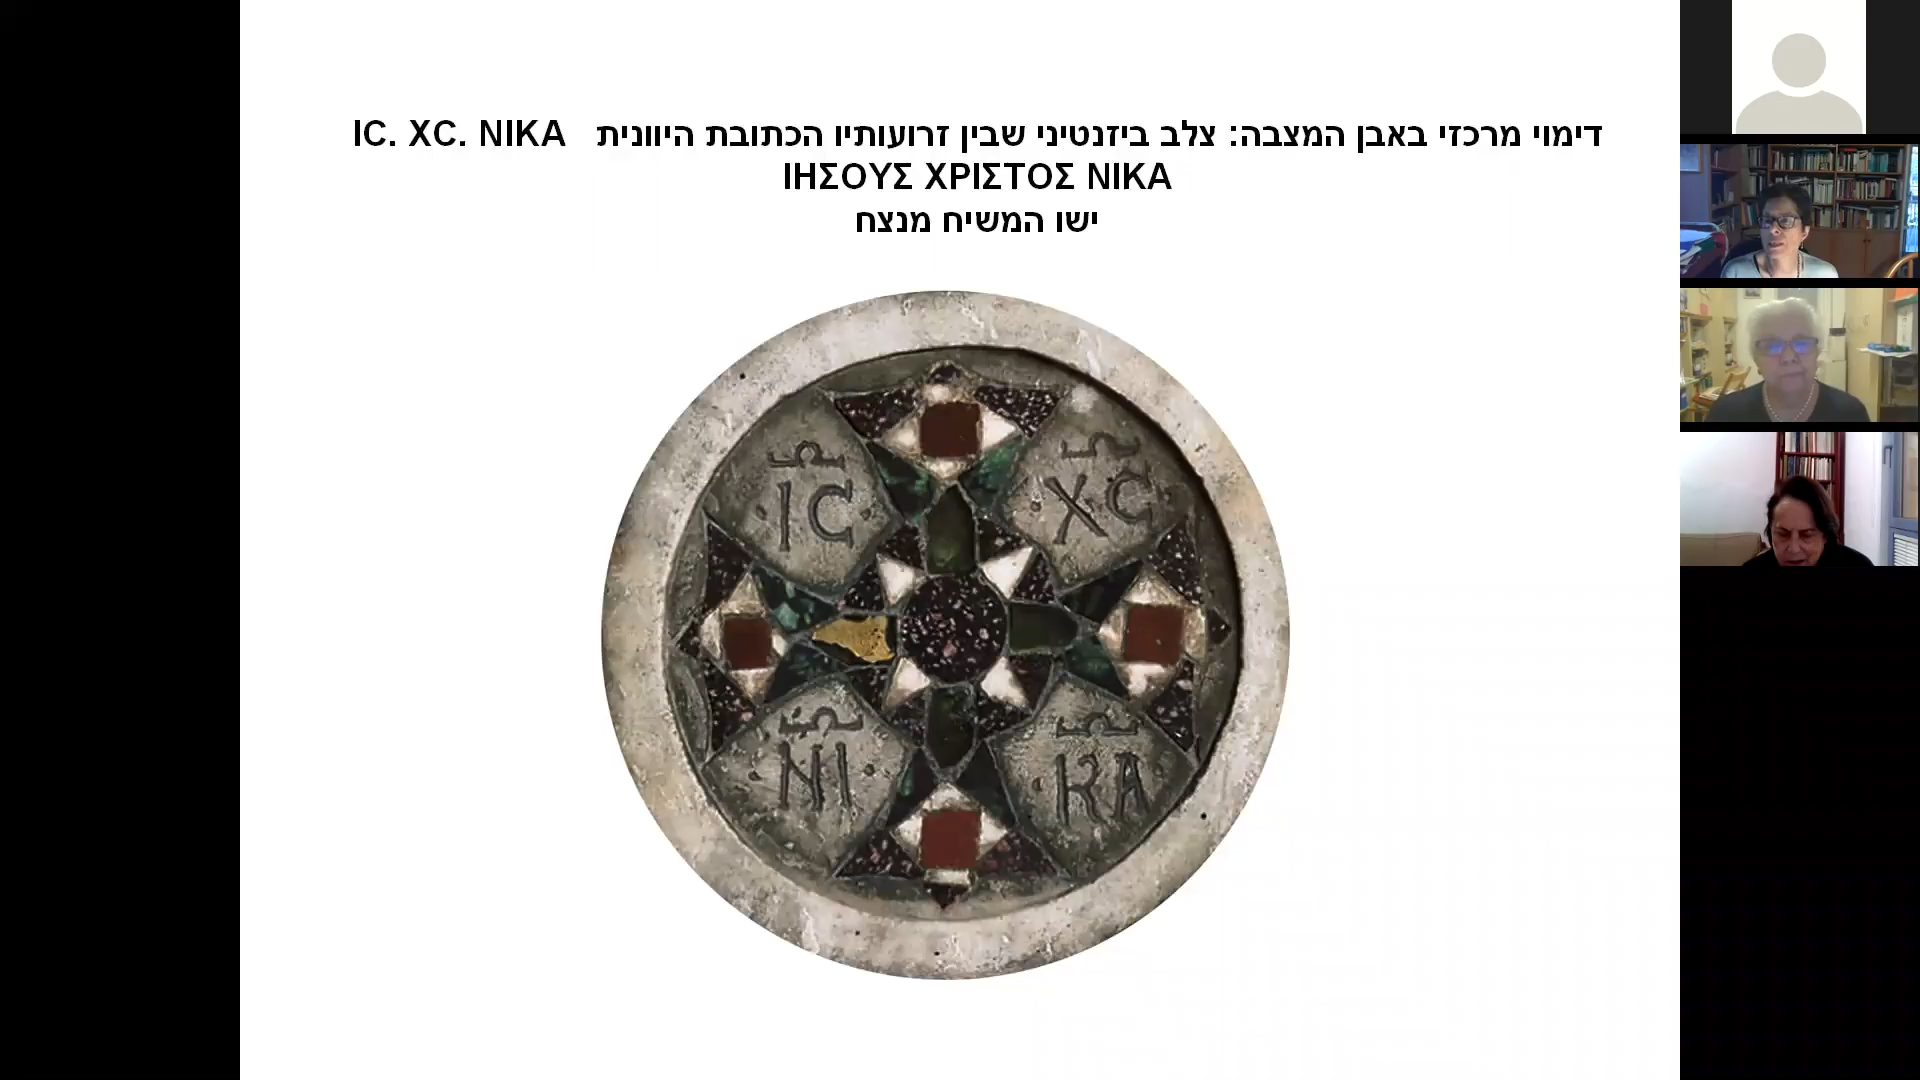 דימוי מרכזי באבן המצבה: צלב ביזנטיני שבין זרועותיו הכתובת היוונית IC. XC. NIKA
ΙΗΣΟΥΣ ΧΡΙΣΤΟΣ ΝΙΚΑ
ישו המשיח מנצח
IC XC
NI KA